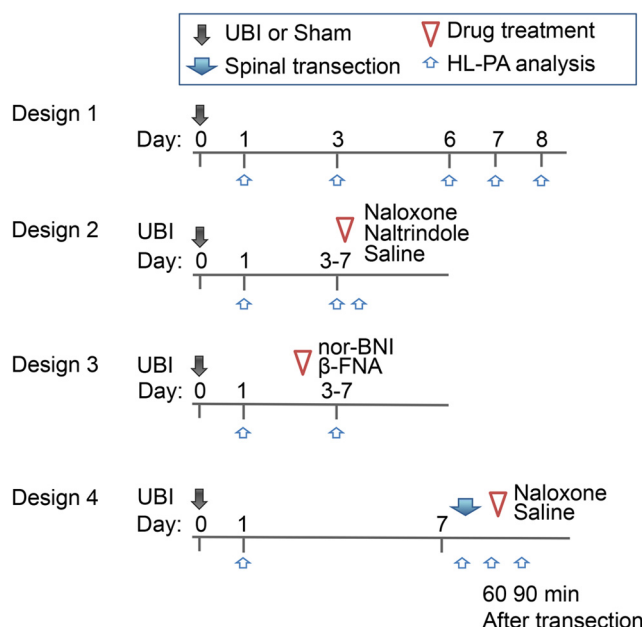 UBI or Sham
Drug treatment
Spinal transection
HL-PA analysis
Design 1
Day: 0 1 3 6 7 8
Design 2
UBI
Naloxone
Naltrindole
Saline
Day: 0 1 3-7
Design 3
UBI
nor-BNI
β-FNA
Day: 0 1 3-7
Design 4
UBI
Naloxone
Saline
Day: 0 1 7
60 90 min
After transection